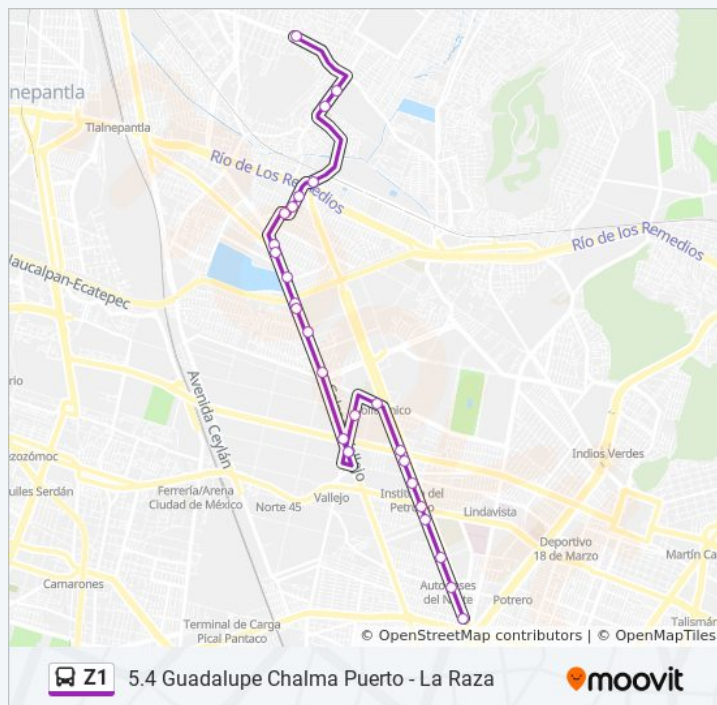 nepantla
Tlalnepantla
Río de Los Remedios
Río de los Remedios
laucalpan-Ecatepec
Avenida Ceylán
rio
Indios Verdes
zozómoc
uiles Serdán
Ferrería/Arena
Ciudad de México
Norte 45
Vallejo
Instituto del
Petróleo
Lindavista
Deportivo
18 de Marzo
Martín Ca
Camarones
del Norte
Potrero
Talismá
Terminal de Carga
Pical Pantaco
© OpenStreetMap contributors | © OpenMapTiles
Z1 5.4 Guadalupe Chalma Puerto - La Raza
moovit